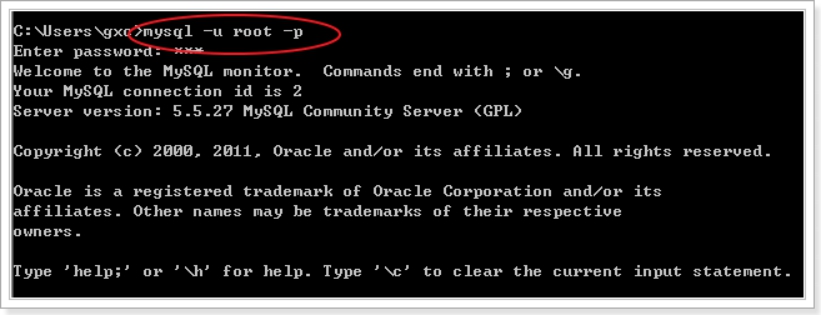 C:\Users\gxc>mysql -u root -p
Enter password: ***
Welcome to the MySQL monitor.  Commands end with ; or \g.
Your MySQL connection id is 2
Server version: 5.5.27 MySQL Community Server (GPL)
Copyright (c) 2000, 2011, Oracle and/or its affiliates. All rights reserved.
Oracle is a registered trademark of Oracle Corporation and/or its
affiliates. Other names may be trademarks of their respective
owners.
Type 'help;' or '\h' for help. Type '\c' to clear the current input statement.